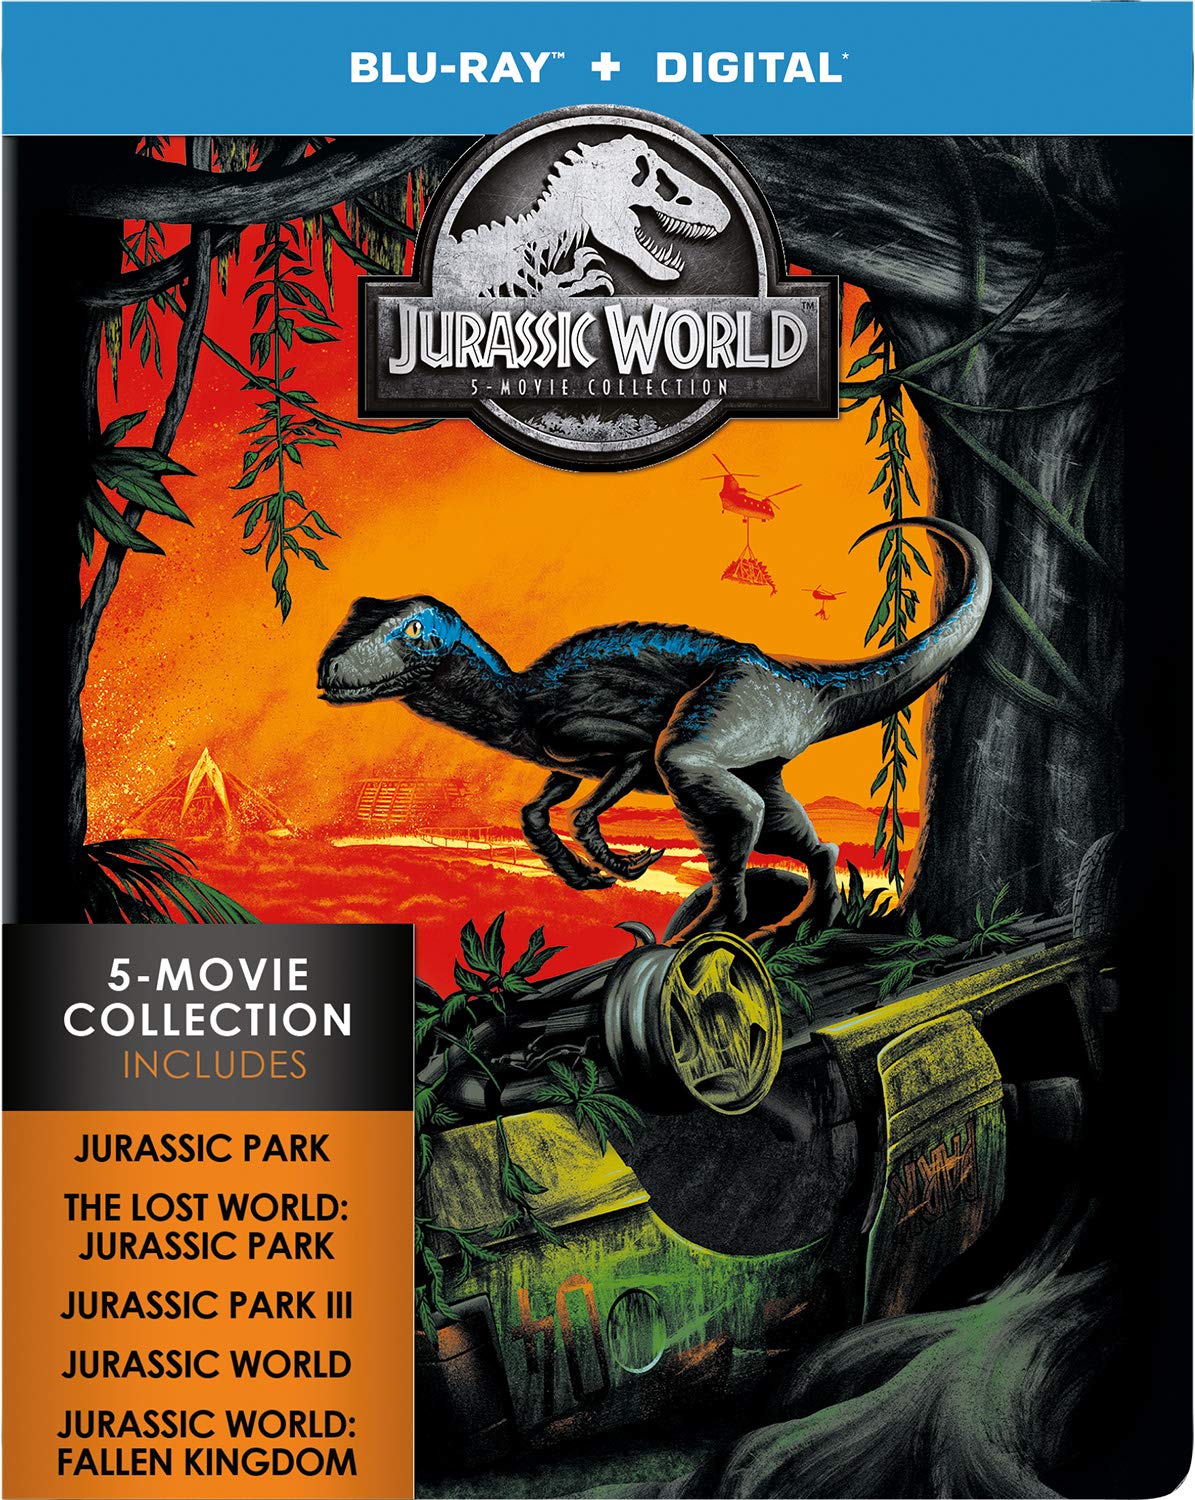 BLU-RAY™ + DIGITAL*
JURASSIC WORLD™
5-MOVIE COLLECTION
5-MOVIE
COLLECTION
INCLUDES
JURASSIC PARK
THE LOST WORLD:
JURASSIC PARK
JURASSIC PARK III
JURASSIC WORLD
JURASSIC WORLD:
FALLEN KINGDOM